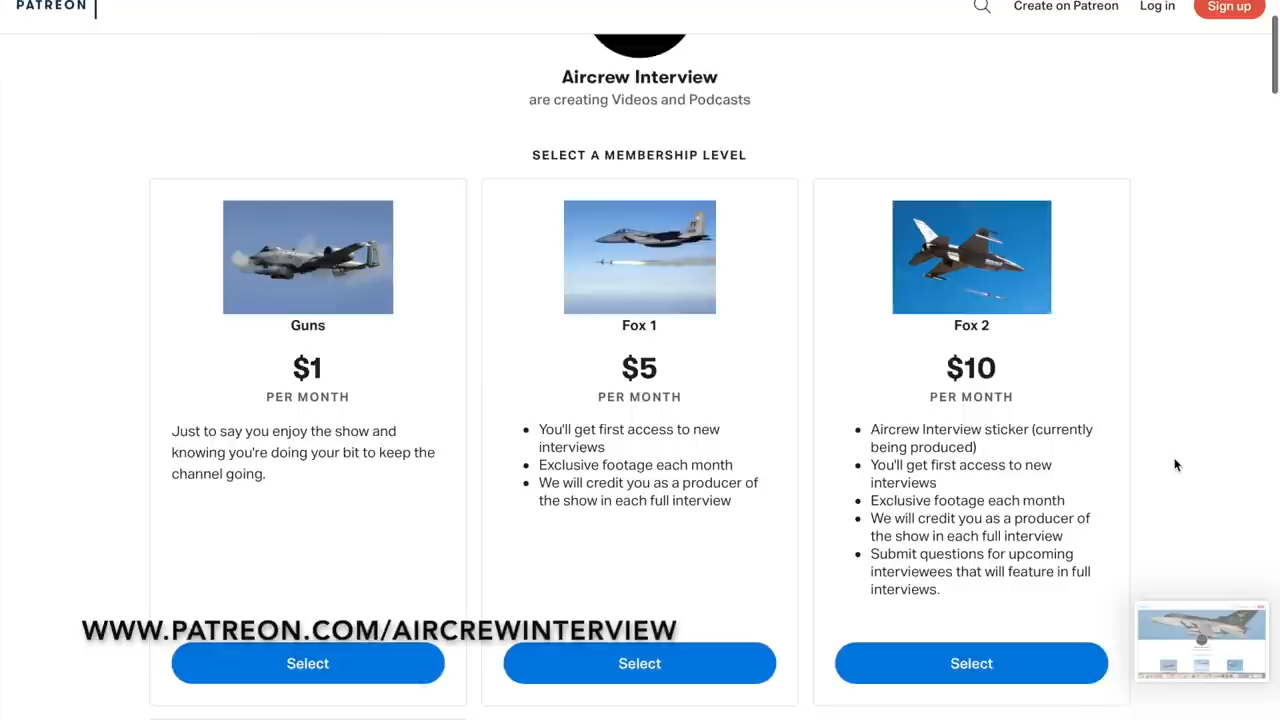 PATREON
Create on Patreon
Log in
Sign up
Aircrew Interview
are creating Videos and Podcasts
SELECT A MEMBERSHIP LEVEL
Guns
$1
PER MONTH
Just to say you enjoy the show and
knowing you're doing your bit to keep the
channel going.
Select
Fox 1
$5
PER MONTH
You'll get first access to new
interviews
Exclusive footage each month
We will credit you as a producer of
the show in each full interview
Select
Fox 2
$10
PER MONTH
Aircrew Interview sticker (currently
being produced)
You'll get first access to new
interviews
Exclusive footage each month
We will credit you as a producer of
the show in each full interview
Submit questions for upcoming
interviewees that will feature in full
interviews.
Select
WWW.PATREON.COM/AIRCREWINTERVIEW